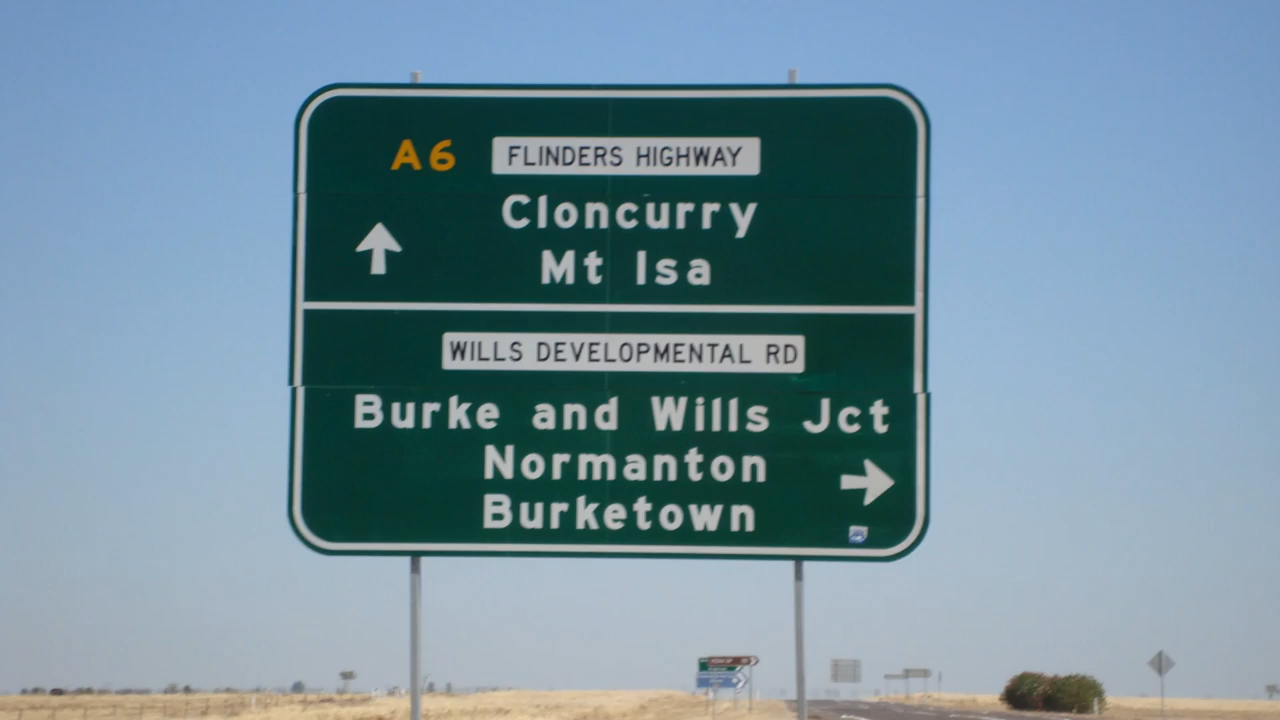 A6 FLINDERS HIGHWAY
Cloncurry
Mt Isa
WILLS DEVELOPMENTAL RD
Burke and Wills Jct
Normanton
Burketown